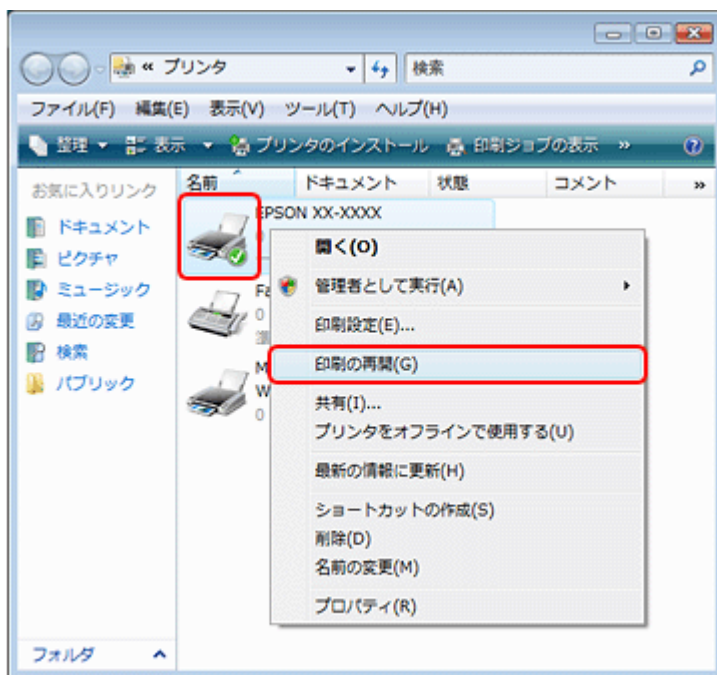 « プリンタ
検索
ファイル(F) 編集(E) 表示(V) ツール(T) ヘルプ(H)
整理 表示 プリンタのインストール 印刷ジョブの表示 »
お気に入りリンク
ドキュメント
ピクチャ
ミュージック
最近の変更
検索
パブリック
フォルダ
名前 ドキュメント 状態 コメント »
EPSON XX-XXXX
0
Fa
0
M
W
0
開く(O)
管理者として実行(A)
印刷設定(E)...
印刷の再開(G)
共有(I)...
プリンタをオフラインで使用する(U)
最新の情報に更新(H)
ショートカットの作成(S)
削除(D)
名前の変更(M)
プロパティ(R)